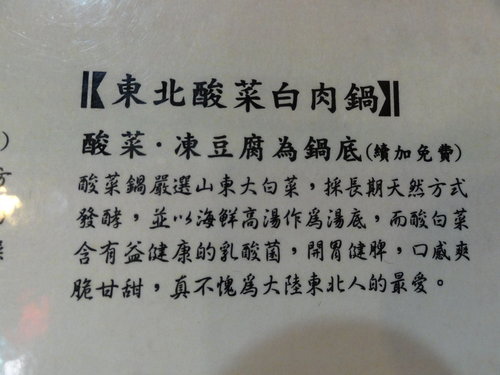 【東北酸菜白肉鍋】
酸菜·凍豆腐為鍋底(續加免費)
酸菜鍋嚴選山東大白菜，採長期天然方式
發酵，並以海鮮高湯作為湯底，而酸白菜
含有益健康的乳酸菌，開胃健脾，口感爽
脆甘甜，真不愧為大陸東北人的最愛。